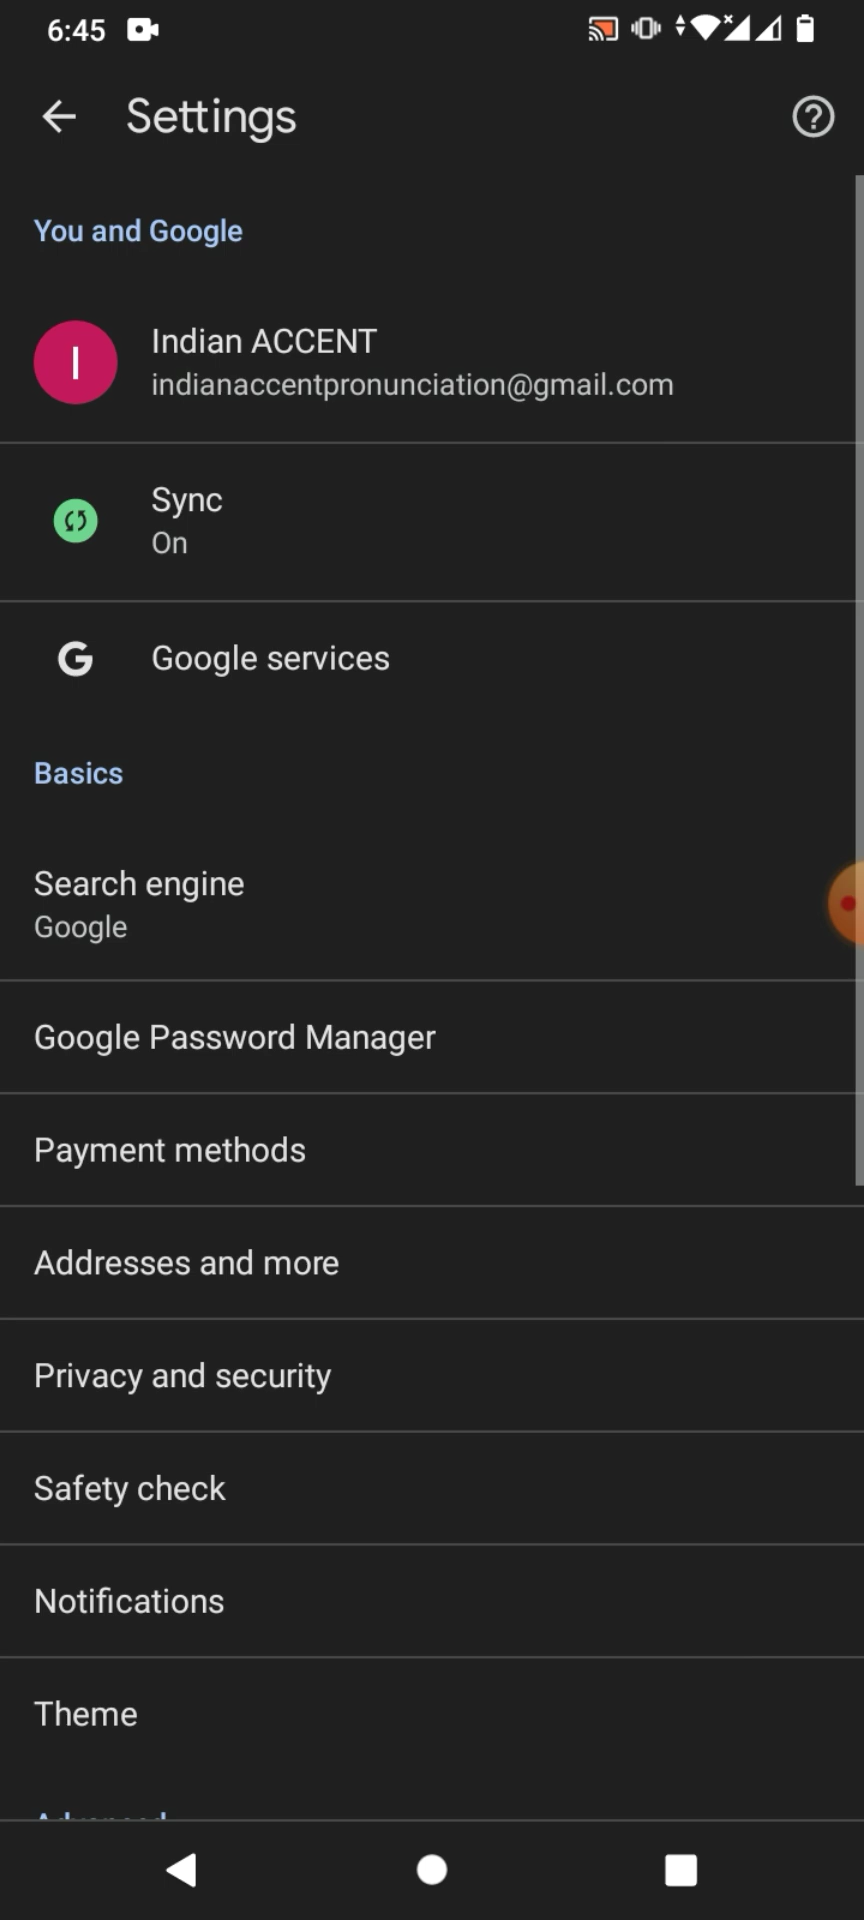 6:45
Settings
You and Google
I
Indian ACCENT
indianaccentpronunciation@gmail.com
Sync
On
G
Google services
Basics
Search engine
Google
Google Password Manager
Payment methods
Addresses and more
Privacy and security
Safety check
Notifications
Theme
Advanced